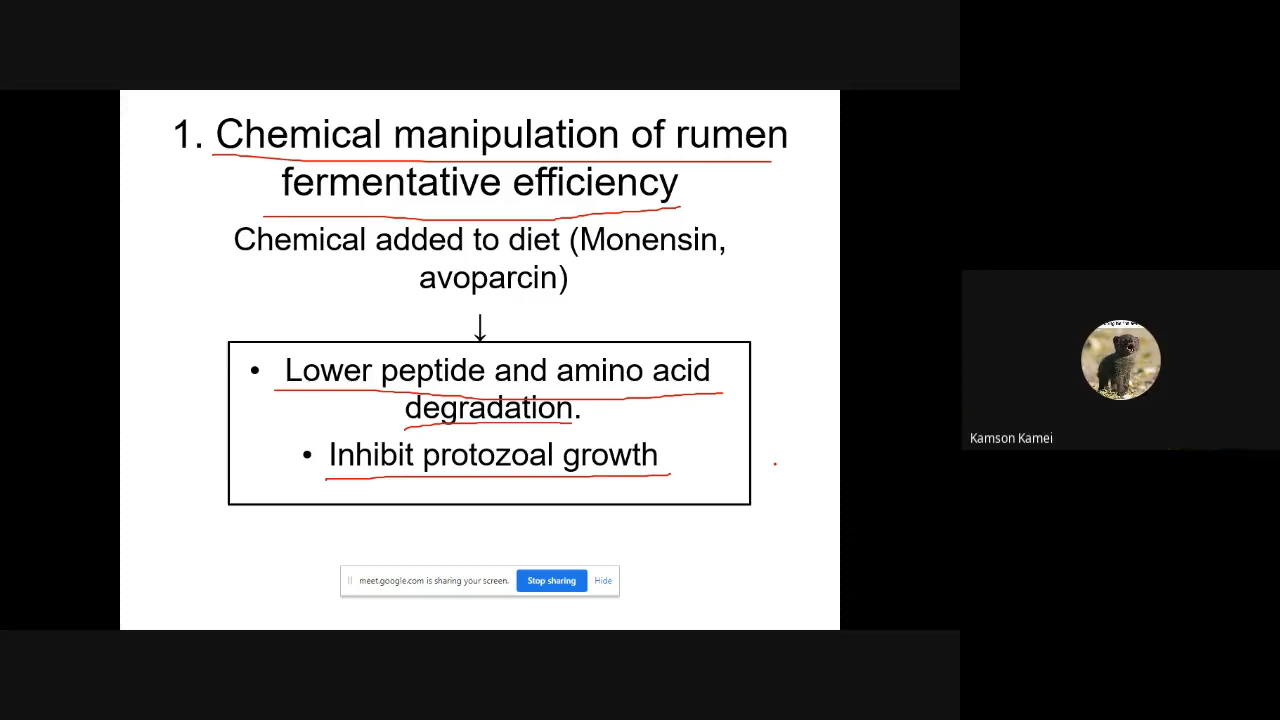 1. Chemical manipulation of rumen
fermentative efficiency
Chemical added to diet (Monensin,
avoparcin)
↓
• Lower peptide and amino acid
degradation.
• Inhibit protozoal growth
meet.google.com is sharing your screen. Stop sharing Hide
Kamson Kamei